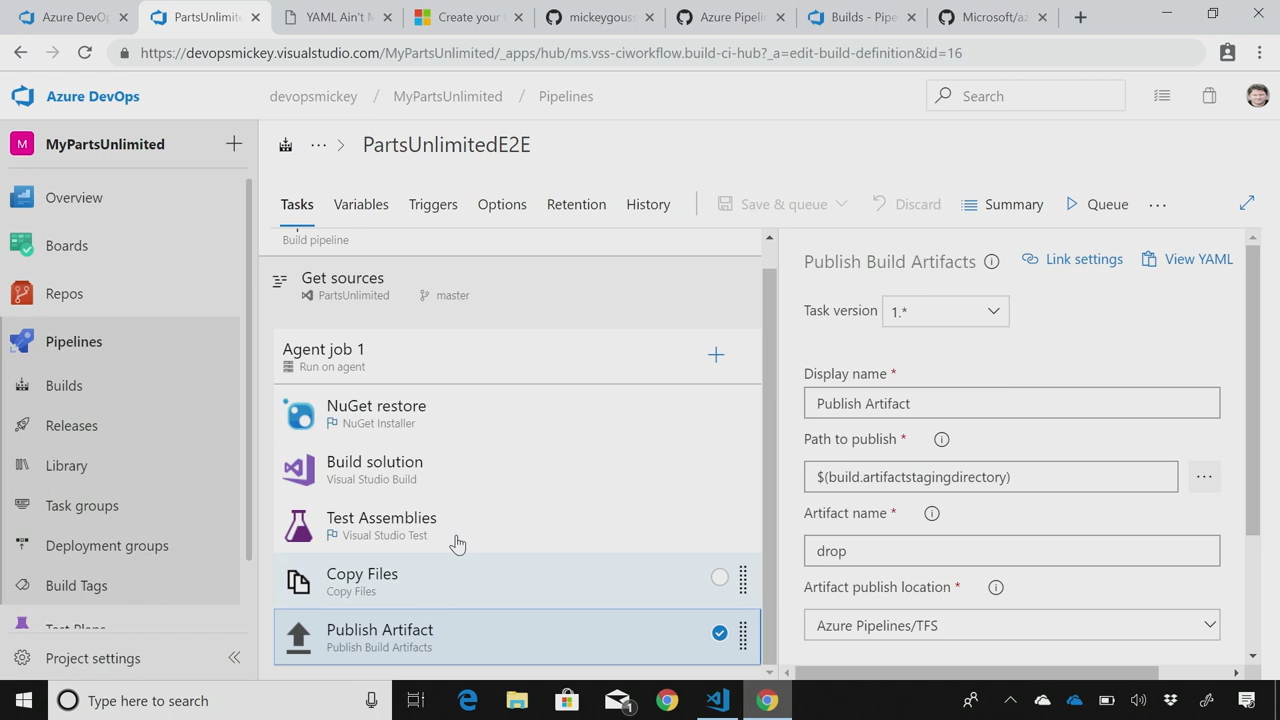 Azure DevO
PartsUnlimite
YAML Ain't M
Create your
mickeygouss
Azure Pipelin
Builds - Pipe
Microsoft/az
https://devopsmickey.visualstudio.com/MyPartsUnlimited/_apps/hub/ms.vss-ciworkflow.build-ci-hub?_a=edit-build-definition&id=16
Azure DevOps
devopsmickey / MyPartsUnlimited / Pipelines
Search
M
MyPartsUnlimited
Overview
Boards
Repos
Pipelines
Builds
Releases
Library
Task groups
Deployment groups
Build Tags
Test Plans
Project settings
··· > PartsUnlimitedE2E
Tasks
Variables
Triggers
Options
Retention
History
Save & queue
Discard
Summary
Queue
···
Build pipeline
Get sources
PartsUnlimited
master
Agent job 1
Run on agent
NuGet restore
NuGet Installer
Build solution
Visual Studio Build
Test Assemblies
Visual Studio Test
Copy Files
Copy Files
Publish Artifact
Publish Build Artifacts
Publish Build Artifacts
Link settings
View YAML
Task version
1.*
Display name *
Publish Artifact
Path to publish *
$(build.artifactstagingdirectory)
···
Artifact name *
drop
Artifact publish location *
Azure Pipelines/TFS
Type here to search
1